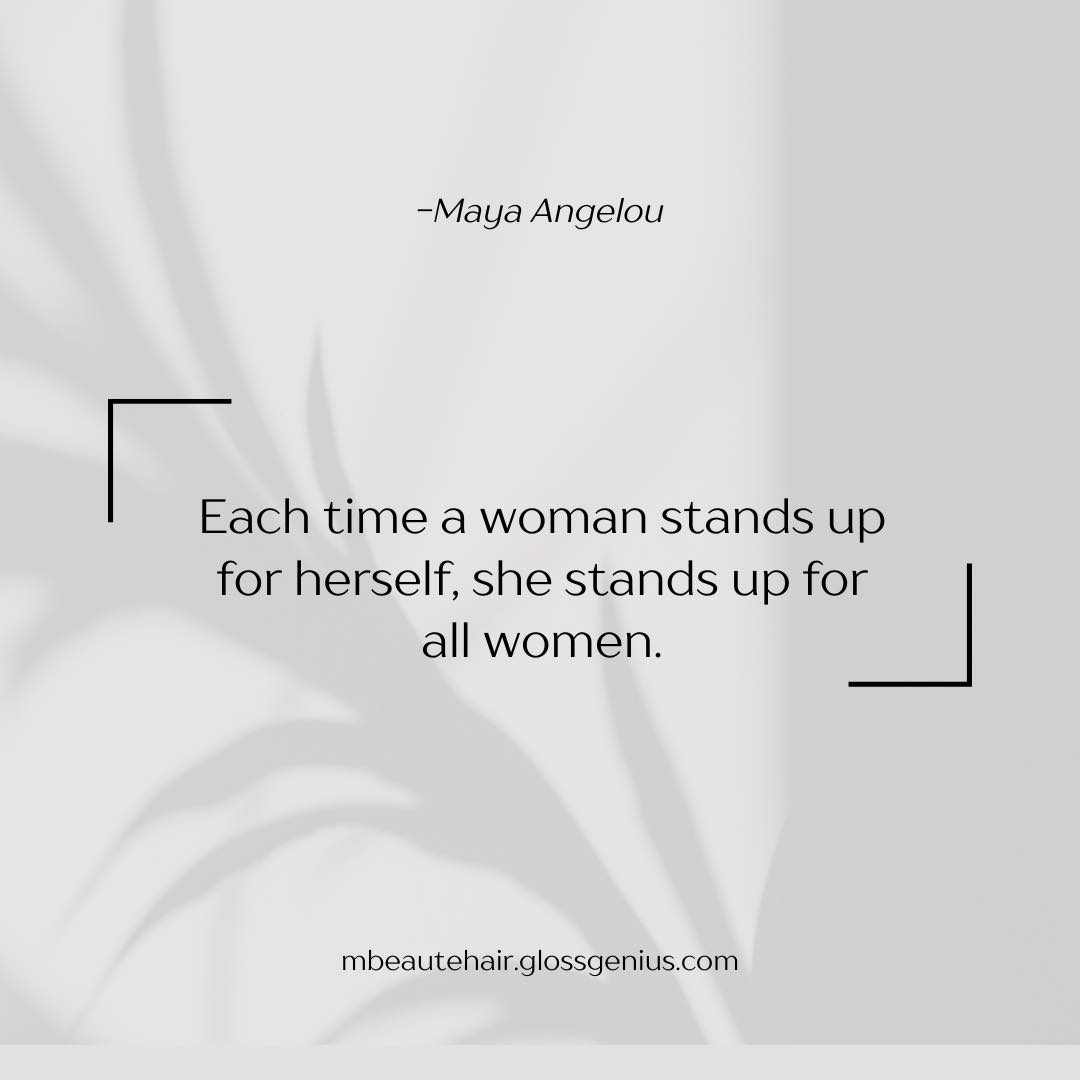 -Maya Angelou
Each time a woman stands up
for herself, she stands up for
all women.
mbeautehair.glossgenius.com